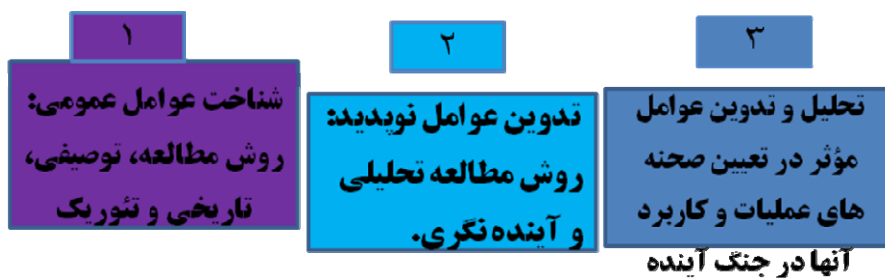 ۱
شناخت عوامل عمومی:
روش مطالعه، توصیفی،
تاریخی و تئوریک
۲
تدوین عوامل نوپدید:
روش مطالعه تحلیلی
و آینده نگری.
۳
تحلیل و تدوین عوامل
مؤثر در تعیین صحنه
های عملیات و کاربرد
آنها در جنگ آینده